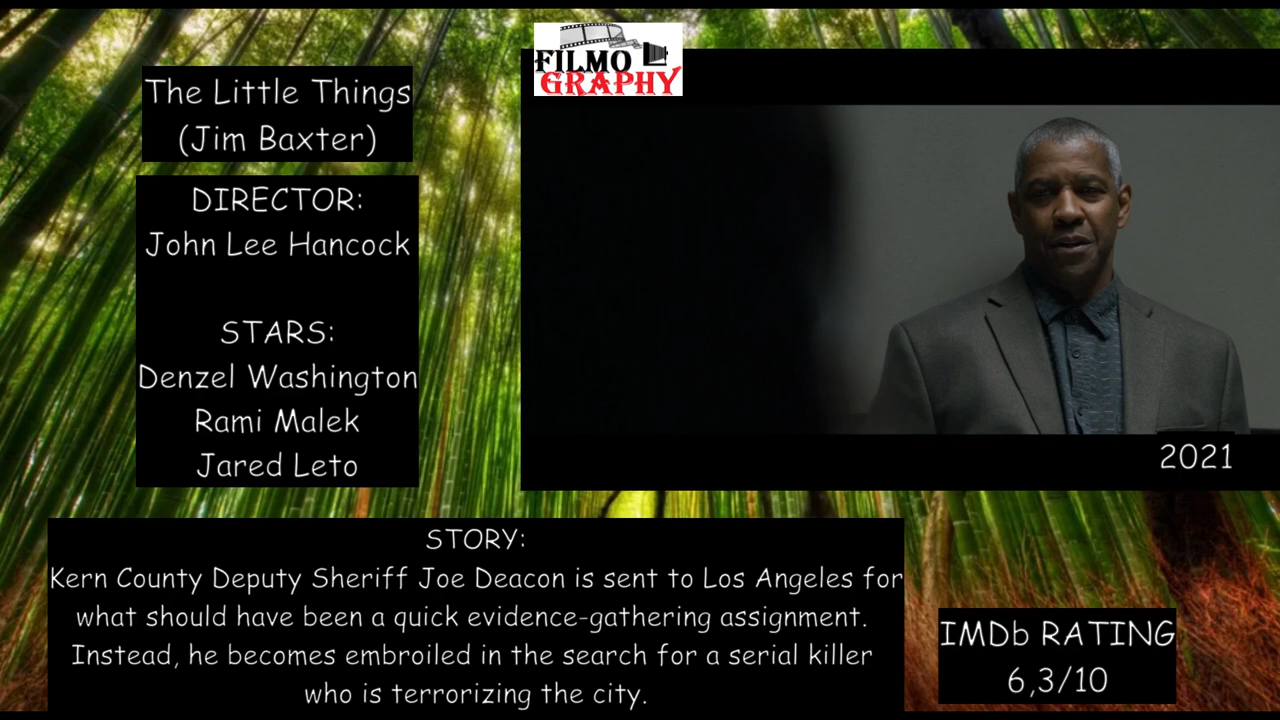 FILMO
GRAPHY
The Little Things
(Jim Baxter)
DIRECTOR:
John Lee Hancock
STARS:
Denzel Washington
Rami Malek
Jared Leto
2021
STORY:
Kern County Deputy Sheriff Joe Deacon is sent to Los Angeles for
what should have been a quick evidence-gathering assignment.
Instead, he becomes embroiled in the search for a serial killer
who is terrorizing the city.
IMDb RATING
6,3/10